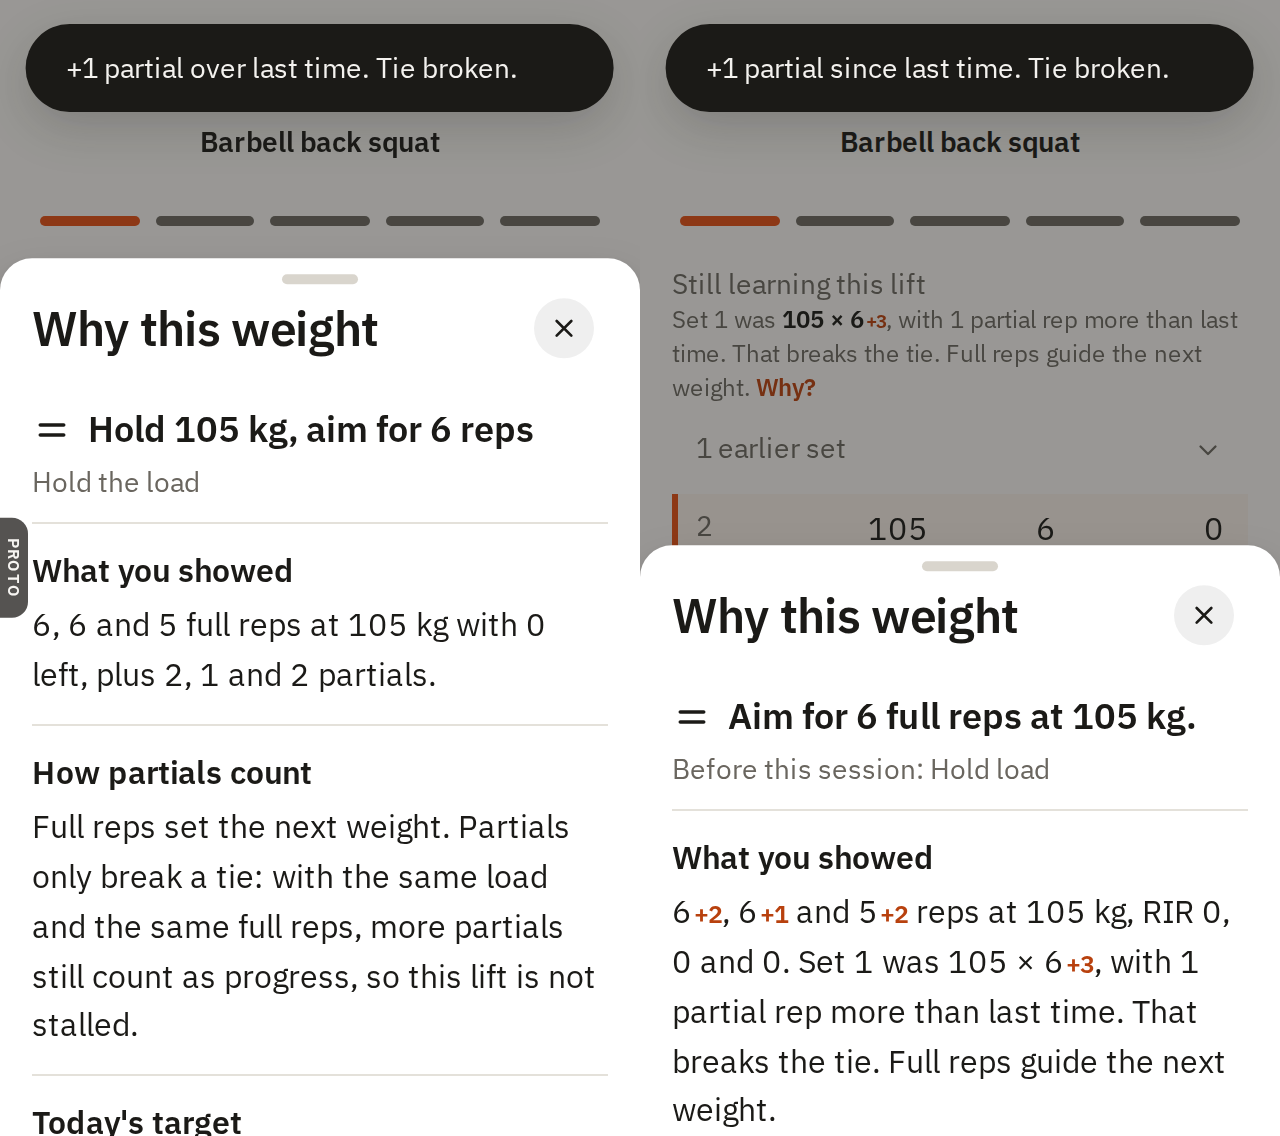 +1 partial over last time. Tie broken.
Barbell back squat
Why this weight
= Hold 105 kg, aim for 6 reps
Hold the load
PROTO
What you showed
6, 6 and 5 full reps at 105 kg with 0
left, plus 2, 1 and 2 partials.
How partials count
Full reps set the next weight. Partials
only break a tie: with the same load
and the same full reps, more partials
still count as progress, so this lift is not
stalled.
Today's target
+1 partial since last time. Tie broken.
Barbell back squat
Still learning this lift
Set 1 was 105 × 6 +3, with 1 partial rep more than last
time. That breaks the tie. Full reps guide the next
weight. Why?
1 earlier set
2 105 6 0
Why this weight
= Aim for 6 full reps at 105 kg.
Before this session: Hold load
What you showed
6 +2, 6 +1 and 5 +2 reps at 105 kg, RIR 0,
0 and 0. Set 1 was 105 × 6 +3, with 1
partial rep more than last time. That
breaks the tie. Full reps guide the next
weight.